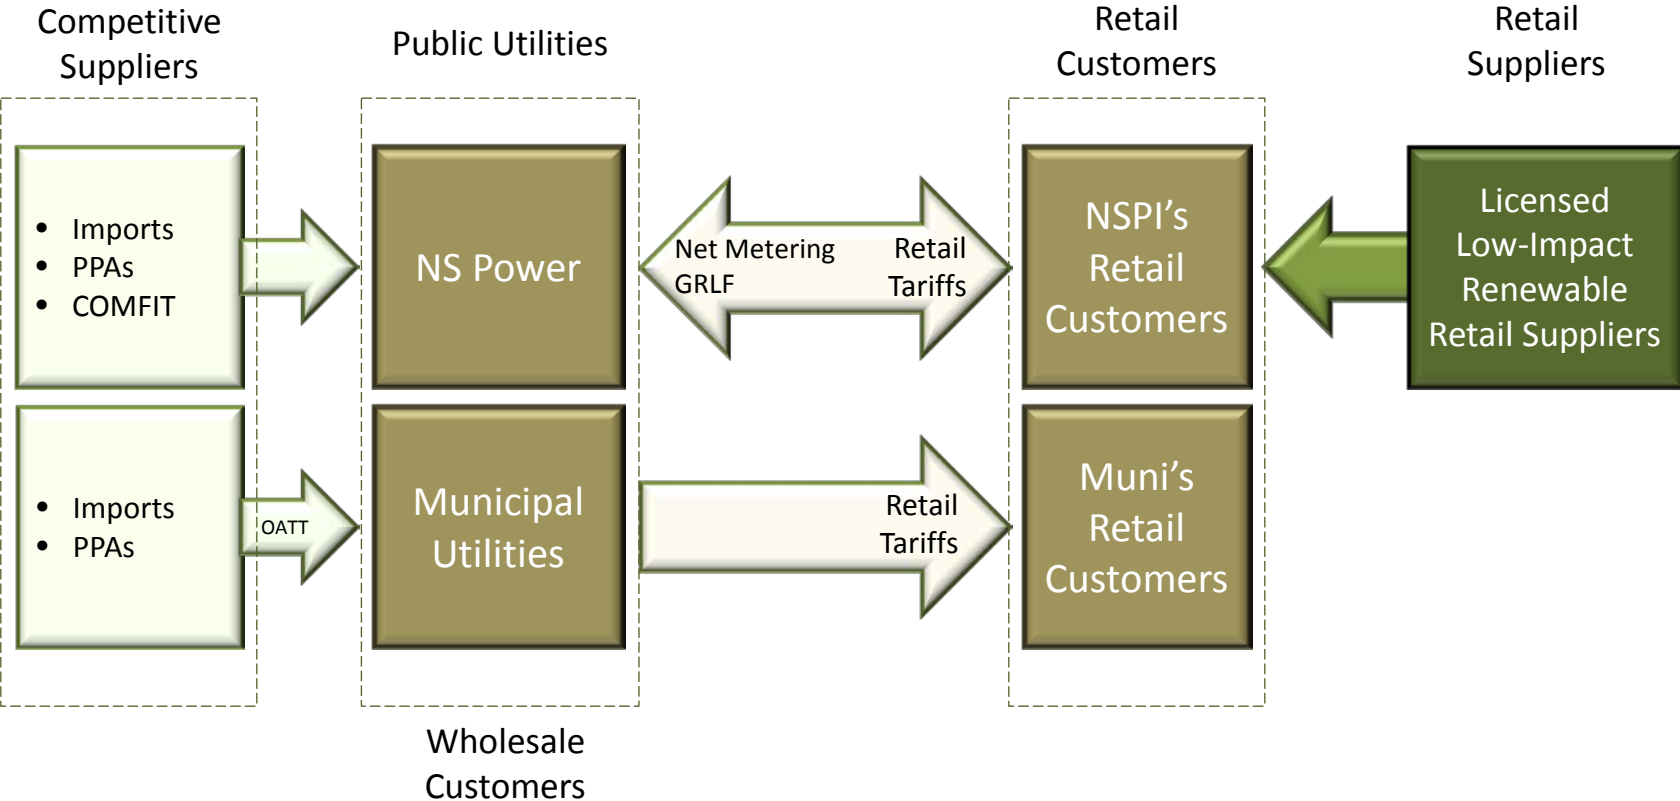 Competitive
Suppliers
Public Utilities
Retail
Customers
Retail
Suppliers
• Imports
• PPAs
• COMFIT
NS Power
Net Metering
GRLF
Retail
Tariffs
NSPI’s
Retail
Customers
Licensed
Low-Impact
Renewable
Retail Suppliers
• Imports
• PPAs
OATT
Municipal
Utilities
Retail
Tariffs
Muni’s
Retail
Customers
Wholesale
Customers